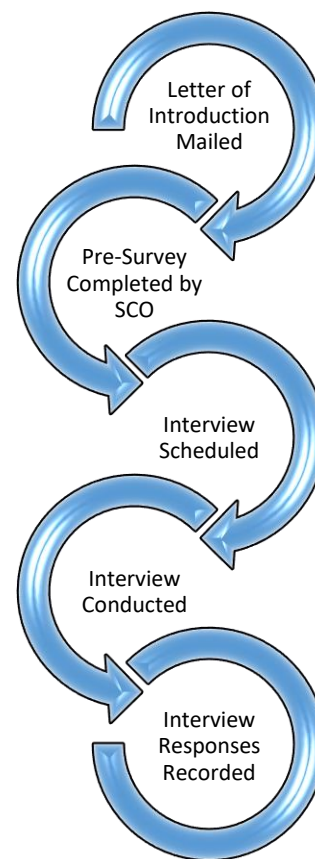 Letter of
Introduction
Mailed
Pre-Survey
Completed by
SCO
Interview
Scheduled
Interview
Conducted
Interview
Responses
Recorded